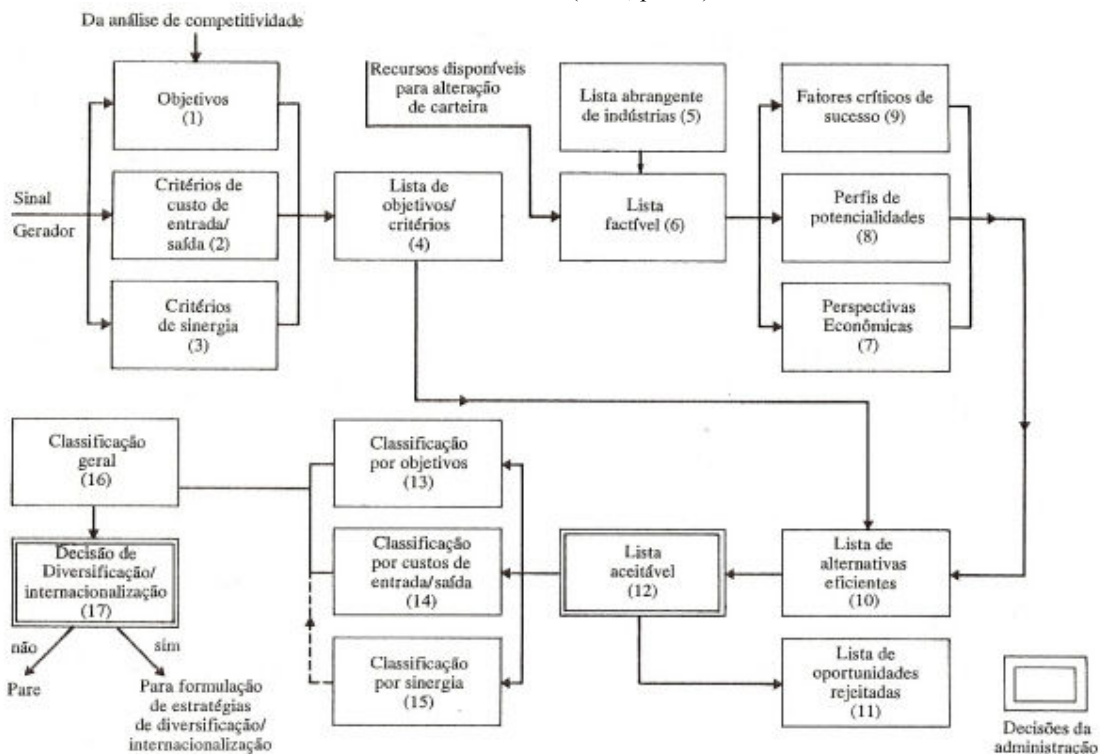 Da análise de competitividade
Objetivos
(1)
Recursos disponíveis
para alteração
de carteira
Lista abrangente
de indústrias (5)
Fatores críticos de
sucesso (9)
Sinal
Gerador
Critérios de
custo de
entrada/
saída (2)
Lista de
objetivos/
critérios
(4)
Lista
factível (6)
Perfis de
potencialidades
(8)
Critérios
de sinergia
(3)
Perspectivas
Econômicas
(7)
Classificação
geral
(16)
Classificação
por objetivos
(13)
Decisão de
Diversificação/
internacionalização
(17)
Classificação
por custos de
entrada/saída
(14)
Lista
aceitável
(12)
Lista de
alternativas
eficientes
(10)
não
sim
Pare
Para formulação
de estratégias
de diversificação/
internacionalização
Classificação
por sinergia
(15)
Lista de
oportunidades
rejeitadas
(11)
Decisões da
administração